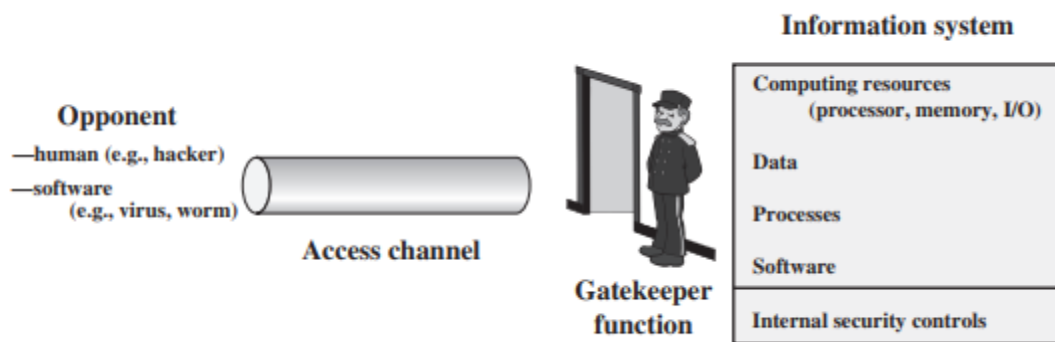 Information system
Opponent
—human (e.g., hacker)
—software
(e.g., virus, worm)
Access channel
Gatekeeper
function
Computing resources
(processor, memory, I/O)
Data
Processes
Software
Internal security controls